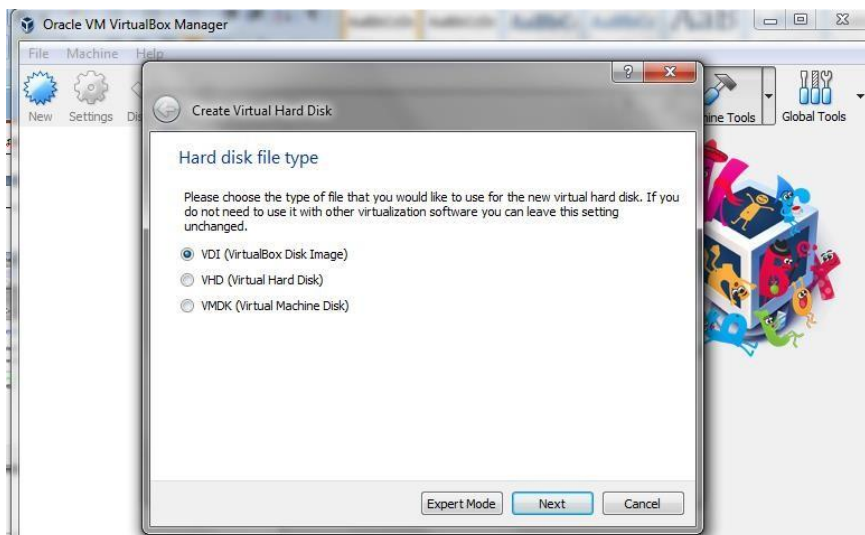 Oracle VM VirtualBox Manager
File Machine Help
New Settings
Machine Tools Global Tools
Create Virtual Hard Disk
Hard disk file type
Please choose the type of file that you would like to use for the new virtual hard disk. If you
do not need to use it with other virtualization software you can leave this setting
unchanged.
VDI (VirtualBox Disk Image)
VHD (Virtual Hard Disk)
VMDK (Virtual Machine Disk)
Expert Mode Next Cancel